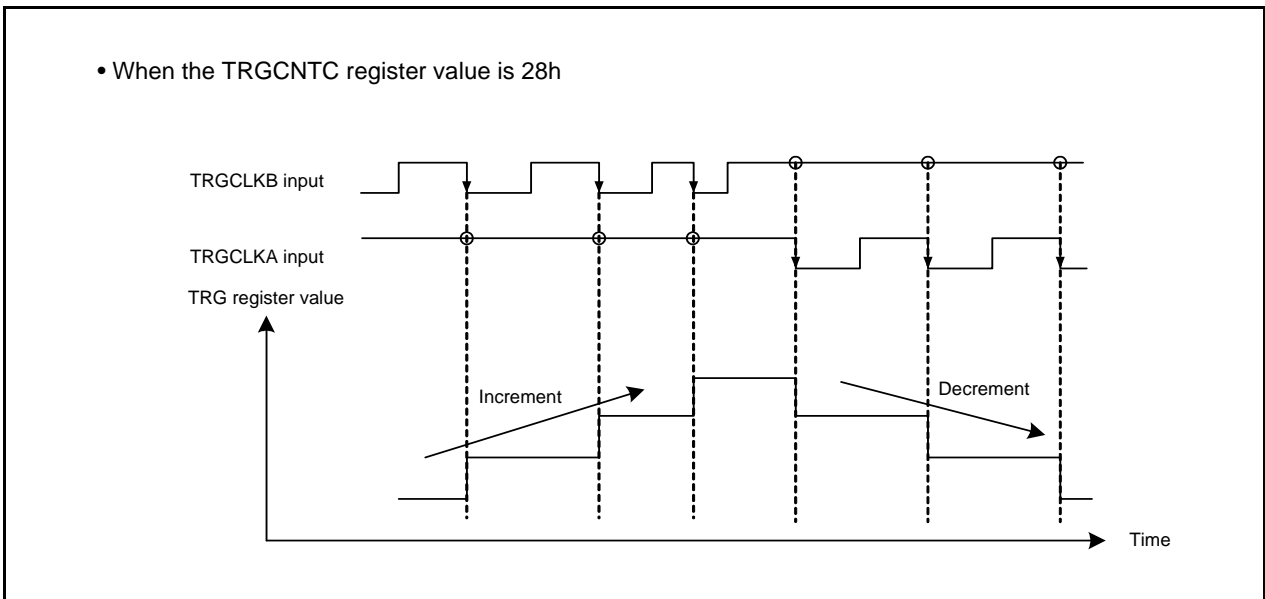 • When the TRGCNTC register value is 28h
TRGCLKB input
TRGCLKA input
TRG register value
Increment
Decrement
Time